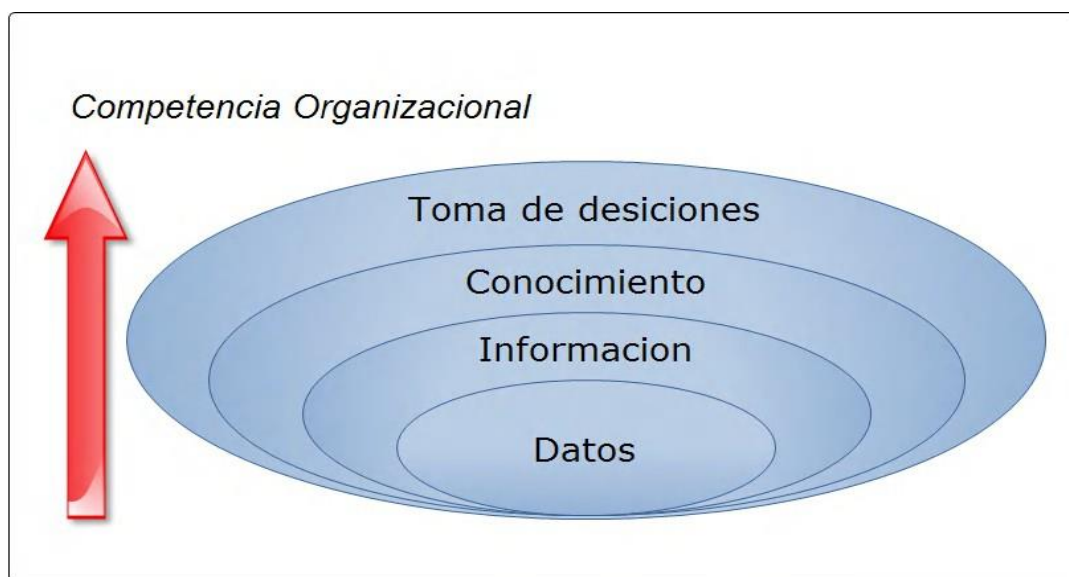 Competencia Organizacional
Toma de desiciones
Conocimiento
Informacion
Datos